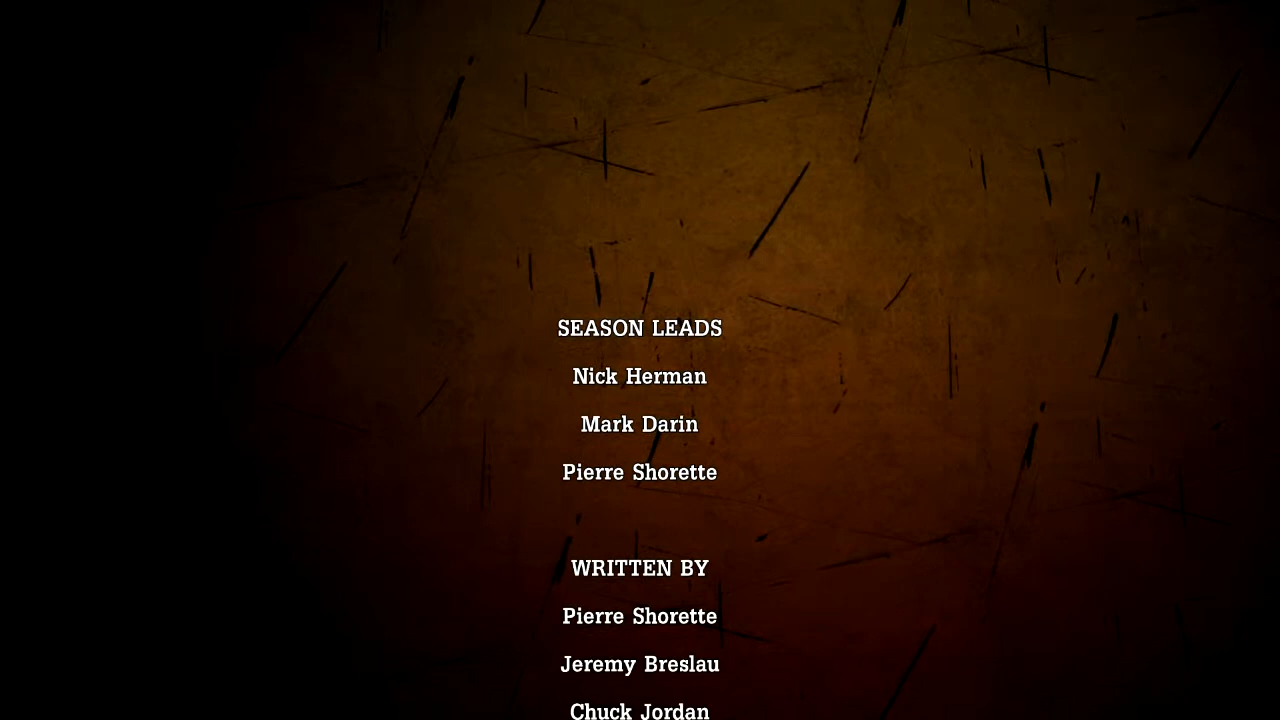 SEASON LEADS
Nick Herman
Mark Darin
Pierre Shorette
WRITTEN BY
Pierre Shorette
Jeremy Breslau
Chuck Jordan